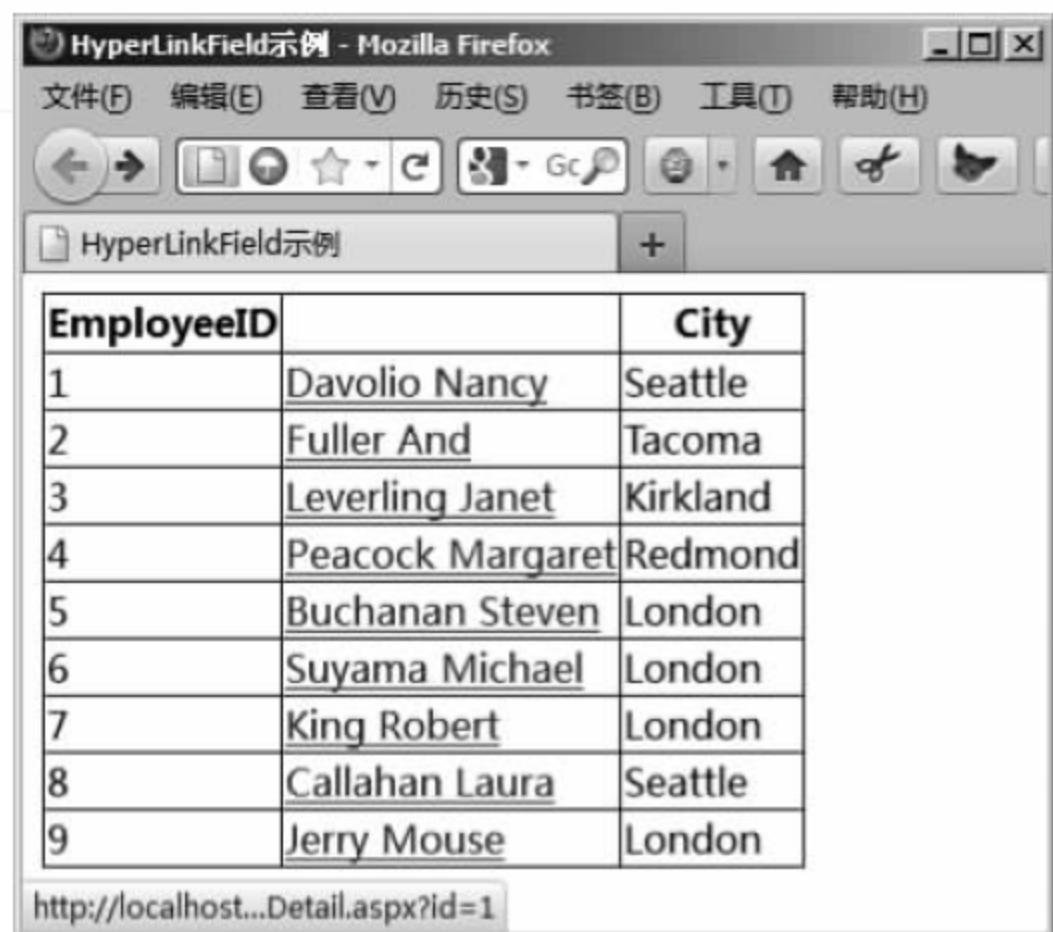 HyperLinkField示例 - Mozilla Firefox
文件(F) 编辑(E) 查看(V) 历史(S) 书签(B) 工具(T) 帮助(H)
Gc
HyperLinkField示例 +
EmployeeID City
1 Davolio Nancy Seattle
2 Fuller And Tacoma
3 Leverling Janet Kirkland
4 Peacock Margaret Redmond
5 Buchanan Steven London
6 Suyama Michael London
7 King Robert London
8 Callahan Laura Seattle
9 Jerry Mouse London
http://localhost...Detail.aspx?id=1